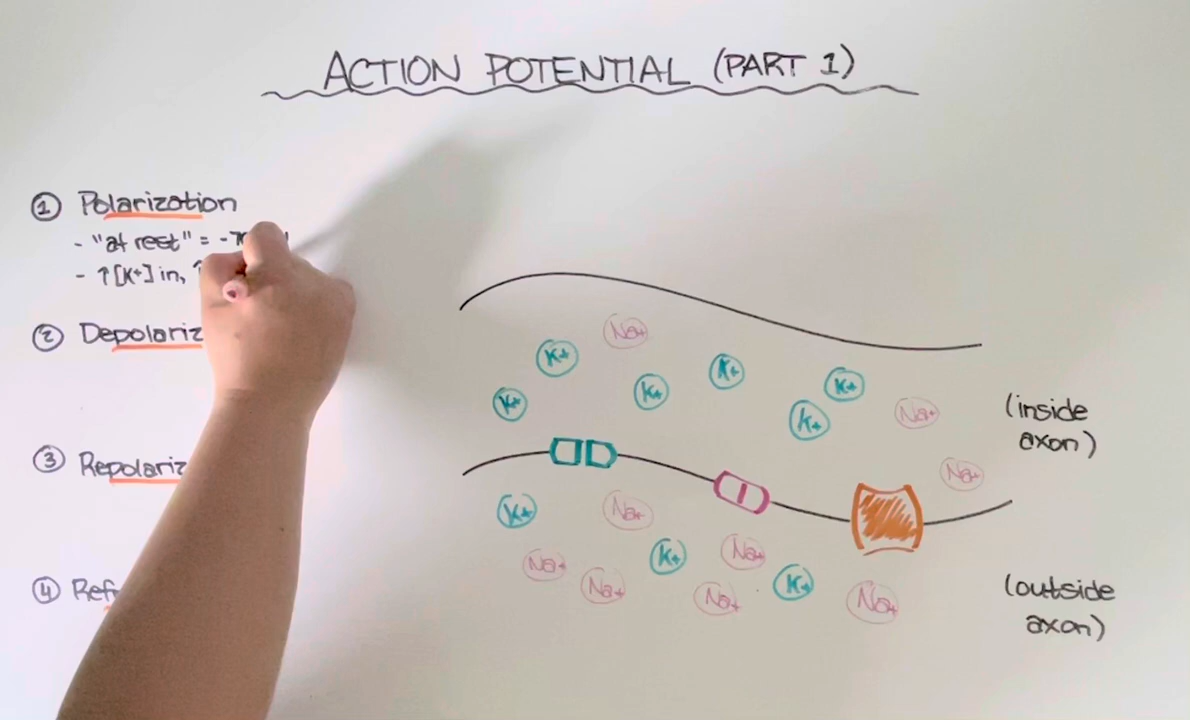 ACTION POTENTIAL (PART 1)
① Polarization
- "at rest" = -7
- ↑[K+] in, ↑
② Depolariz
③ Repolariz
④ Ref
Na+
K+
K+
K+
K+
K+
Na+
K+
(inside
axon)
Na+
K+
Na+
Na+
K+
Na+
Na+
K+
Na+
Na+
(outside
axon)